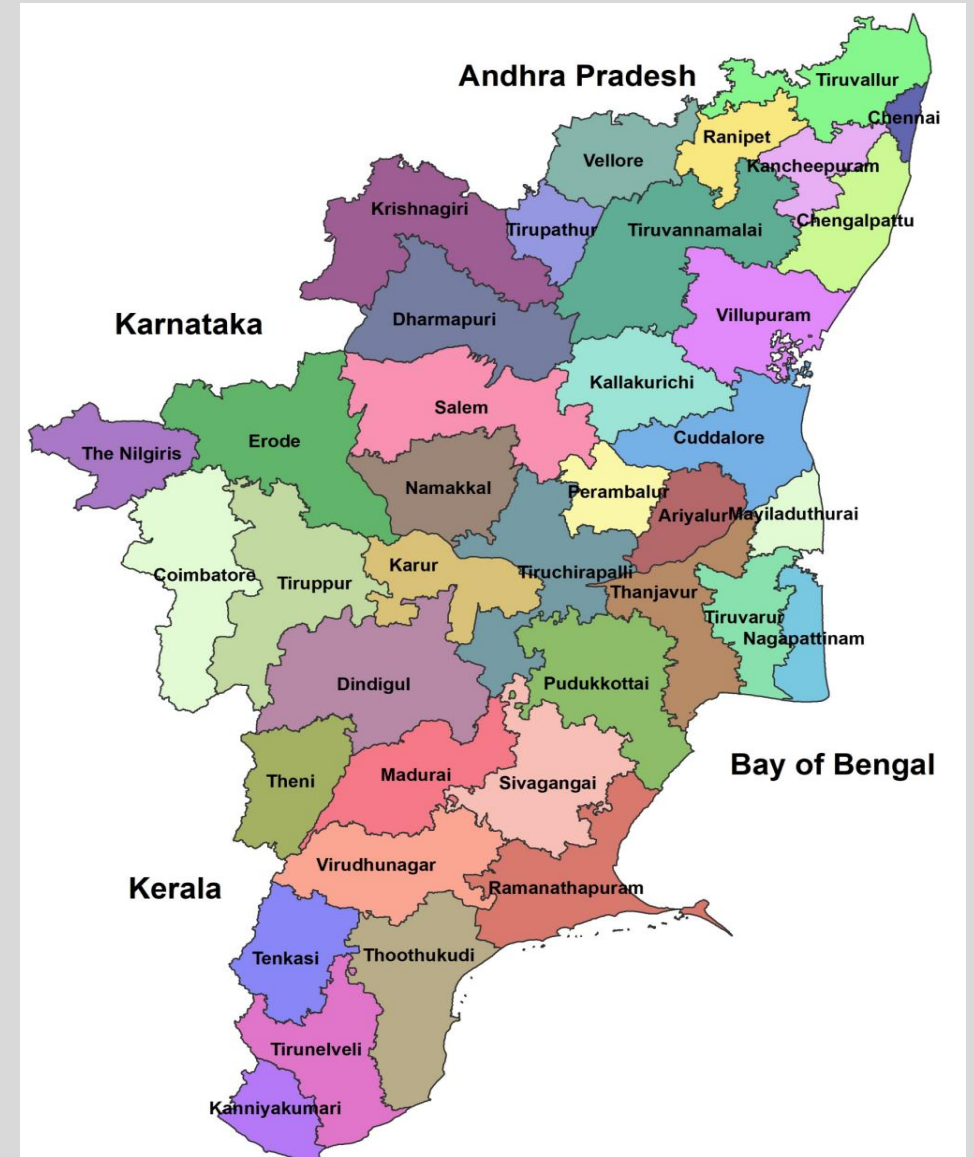 Andhra Pradesh
Tiruvallur
Chennai
Ranipet
Vellore
Kancheepuram
Krishnagiri
Chengalpattu
Tirupathur
Tiruvannamalai
Villupuram
Dharmapuri
Karnataka
Kallakurichi
Salem
Cuddalore
Erode
The Nilgiris
Namakkal
Perambalur
Ariyalur
Mayiladuthurai
Karur
Tiruchirapalli
Coimbatore
Tiruppur
Thanjavur
Tiruvarur
Nagapattinam
Dindigul
Pudukkottai
Bay of Bengal
Madurai
Theni
Sivagangai
Virudhunagar
Kerala
Ramanathapuram
Tenkasi
Thoothukudi
Tirunelveli
Kanniyakumari